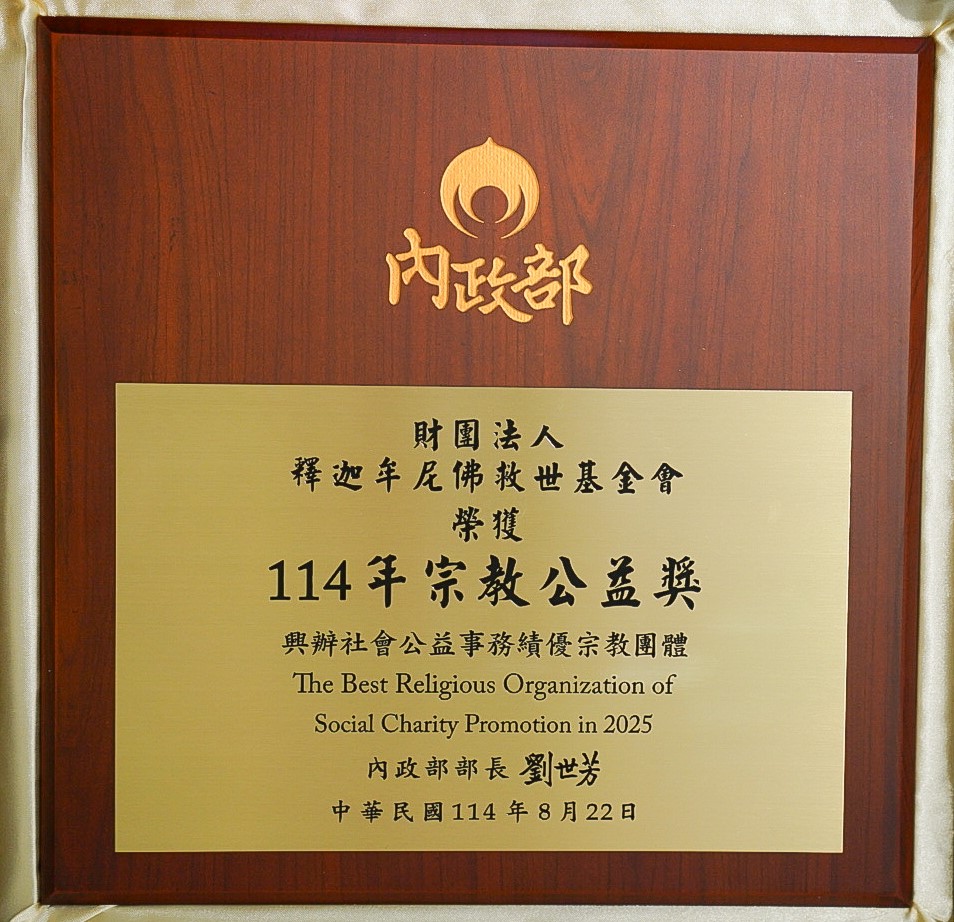 內政部
財團法人
釋迦牟尼佛救世基金會
榮獲
114年宗教公益獎
興辦社會公益事務績優宗教團體
The Best Religious Organization of
Social Charity Promotion in 2025
內政部部長 劉世芳
中華民國114年8月22日